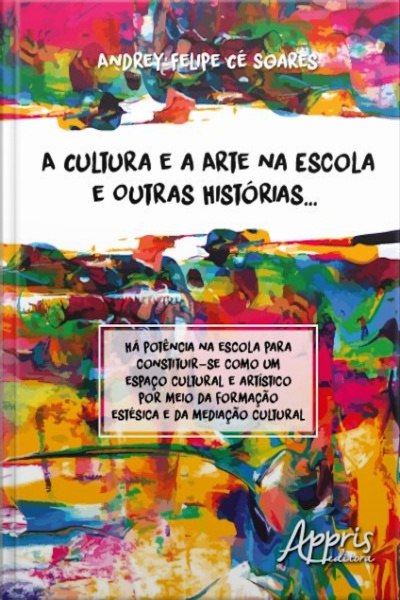 ANDREY FELIPE CÉ SOARES
A CULTURA E A ARTE NA ESCOLA
E OUTRAS HISTÓRIAS...
HÁ POTÊNCIA NA ESCOLA PARA
CONSTITUIR-SE COMO UM
ESPAÇO CULTURAL E ARTÍSTICO
POR MEIO DA FORMAÇÃO
ESTÉSICA E DA MEDIAÇÃO CULTURAL
Appris
editora